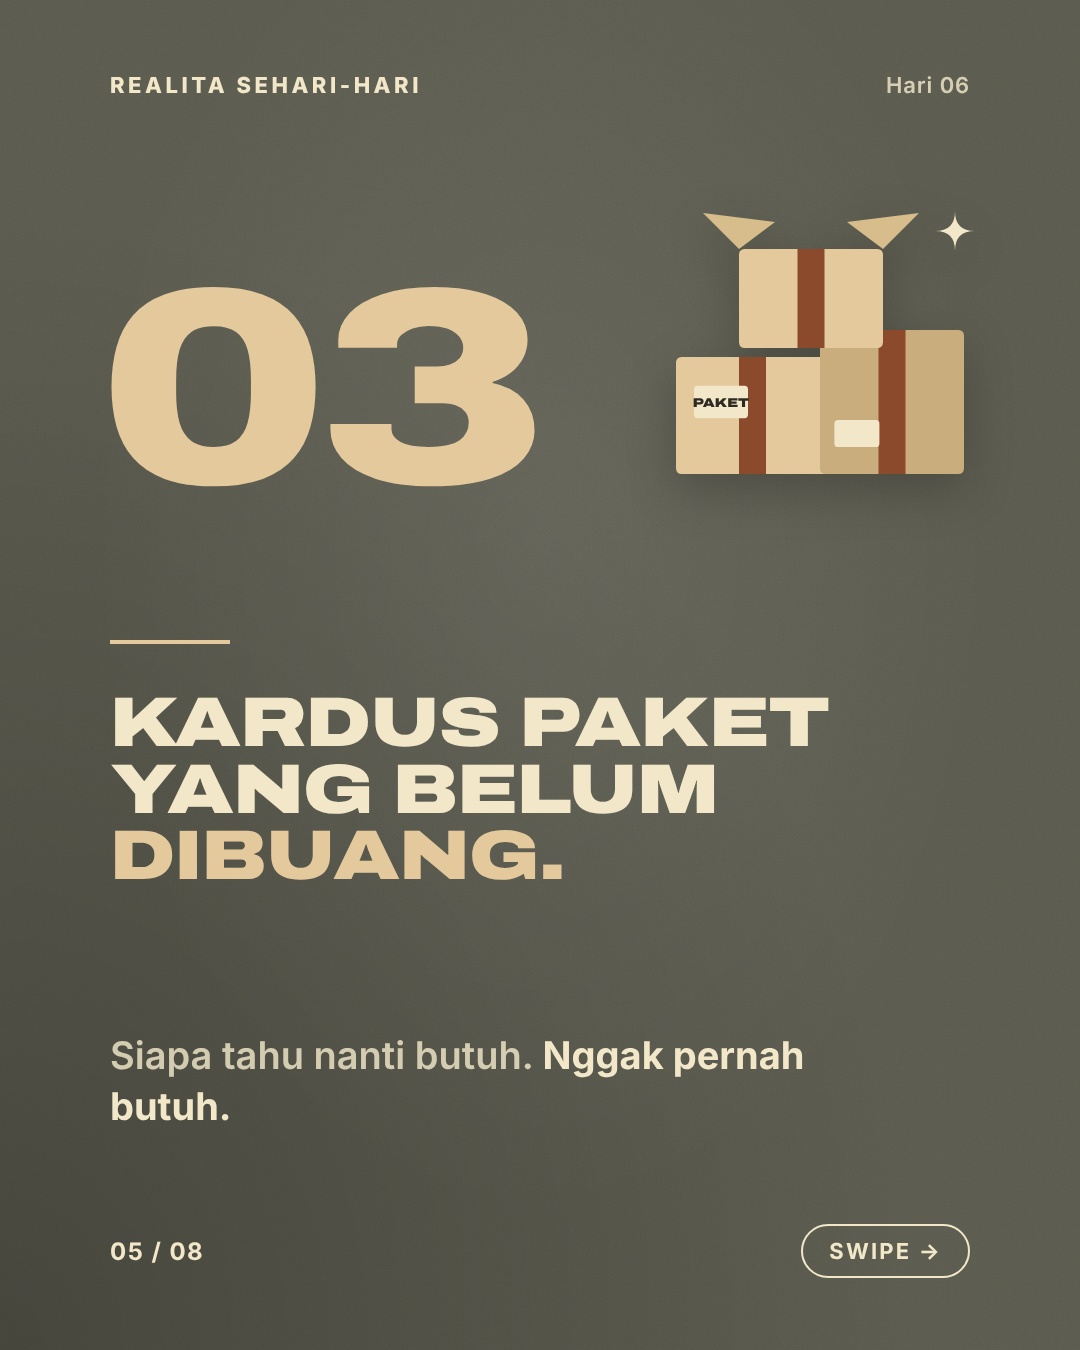 REALITA SEHARI-HARI
Hari 06
03
PAKET
KARDUS PAKET
YANG BELUM
DIBUANG.
Siapa tahu nanti butuh. Nggak pernah
butuh.
05 / 08
SWIPE →